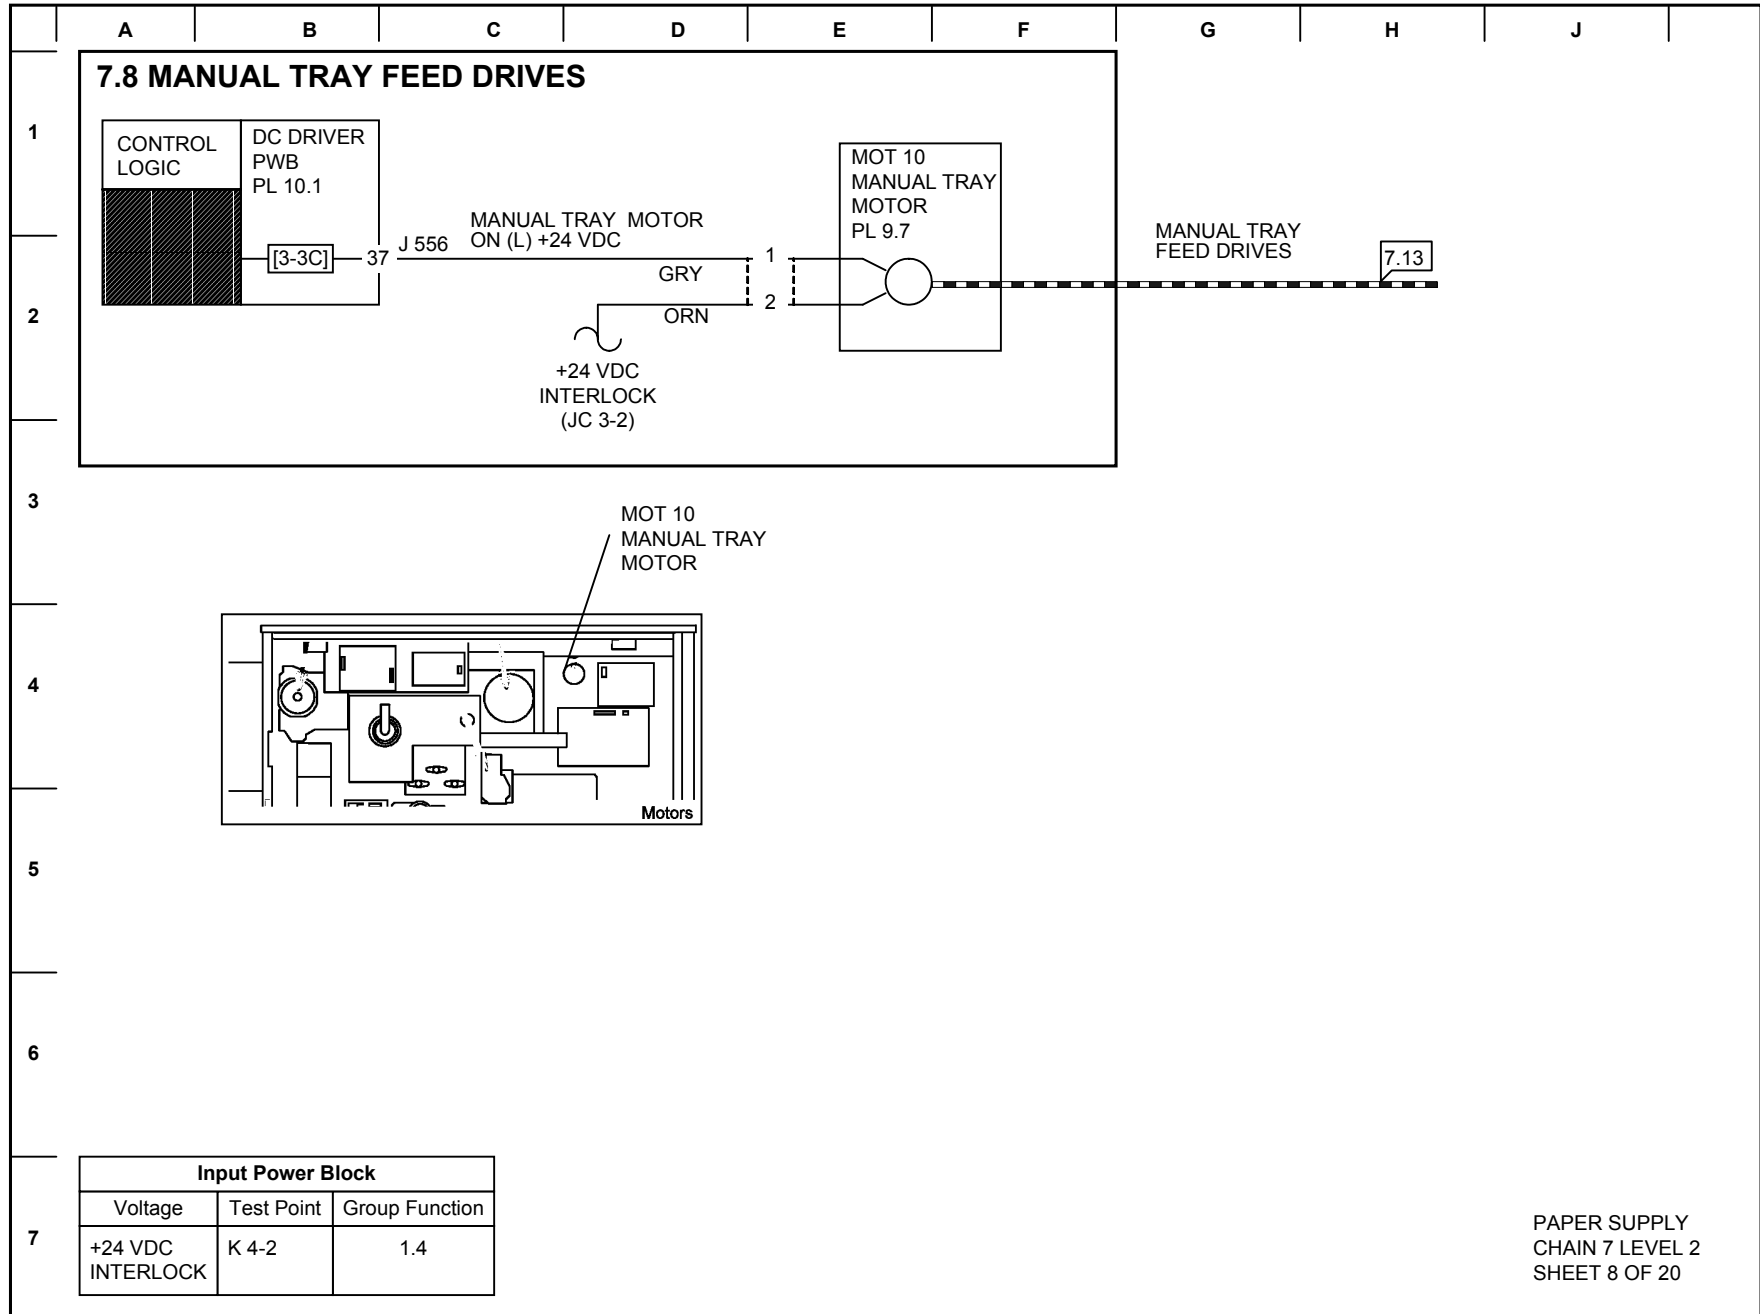 A B C D E F G H J
7.8 MANUAL TRAY FEED DRIVES
1
CONTROL
LOGIC
DC DRIVER
PWB
PL 10.1
[3-3C]
37
J 556
MANUAL TRAY MOTOR
ON (L) +24 VDC
GRY
ORN
1
2
+24 VDC
INTERLOCK
(JC 3-2)
MOT 10
MANUAL TRAY
MOTOR
PL 9.7
MANUAL TRAY
FEED DRIVES
7.13
2
3
MOT 10
MANUAL TRAY
MOTOR
4
Motors
5
6
7
Input Power Block
Voltage Test Point Group Function
+24 VDC K 4-2 1.4
INTERLOCK
PAPER SUPPLY
CHAIN 7 LEVEL 2
SHEET 8 OF 20